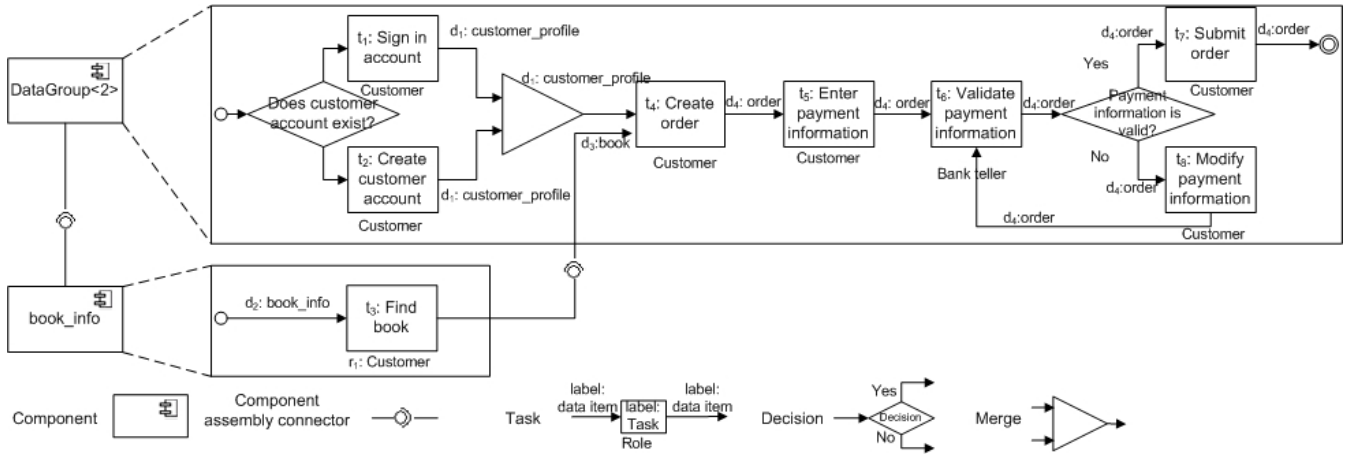 DataGroup<2>
book_info
Does customer
account exist?
t₁: Sign in
account
Customer
d₁: customer_profile
t₂: Create
customer
account
Customer
d₁: customer_profile
d₁: customer_profile
t₄: Create
order
Customer
d₃:book
d₄: order
t₅: Enter
payment
information
Customer
d₄: order
t₆: Validate
payment
information
Bank teller
d₄:order
Payment
information is
valid?
Yes
d₄:order
t₇: Submit
order
Customer
d₄:order
No
d₄:order
t₈: Modify
payment
information
Customer
d₄:order
d₂: book_info
t₃: Find
book
r₁: Customer
Component
Component
assembly connector
Task
label:
data item
label:
Task
Role
label:
data item
Decision
Yes
Decision
No
Merge